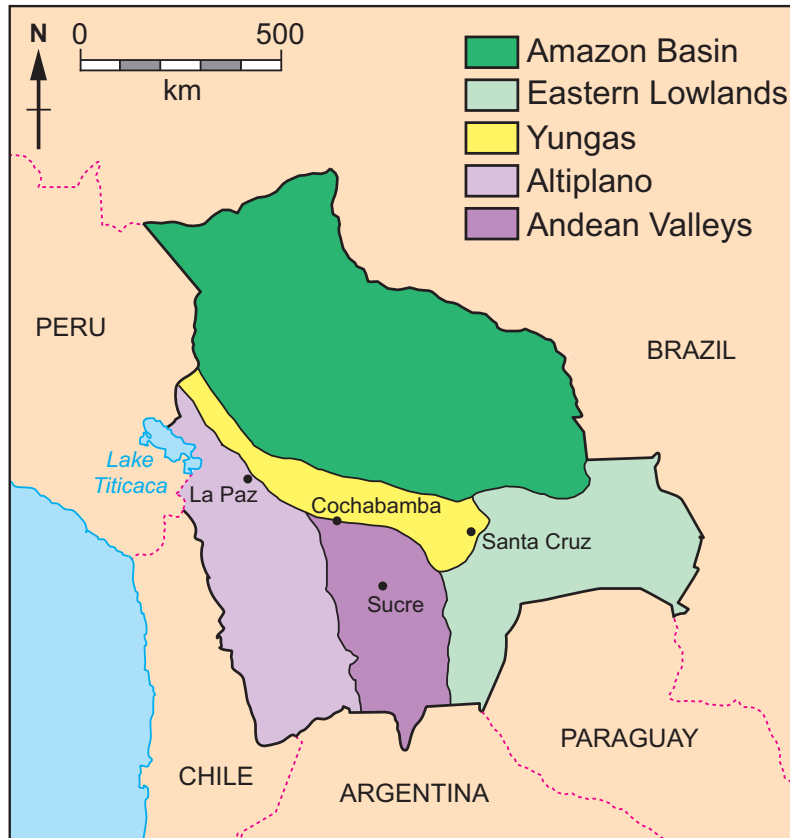 N
0 500
km
Amazon Basin
Eastern Lowlands
Yungas
Altiplano
Andean Valleys
PERU
BRAZIL
Lake
Titicaca
La Paz
Cochabamba
Santa Cruz
Sucre
PARAGUAY
CHILE
ARGENTINA